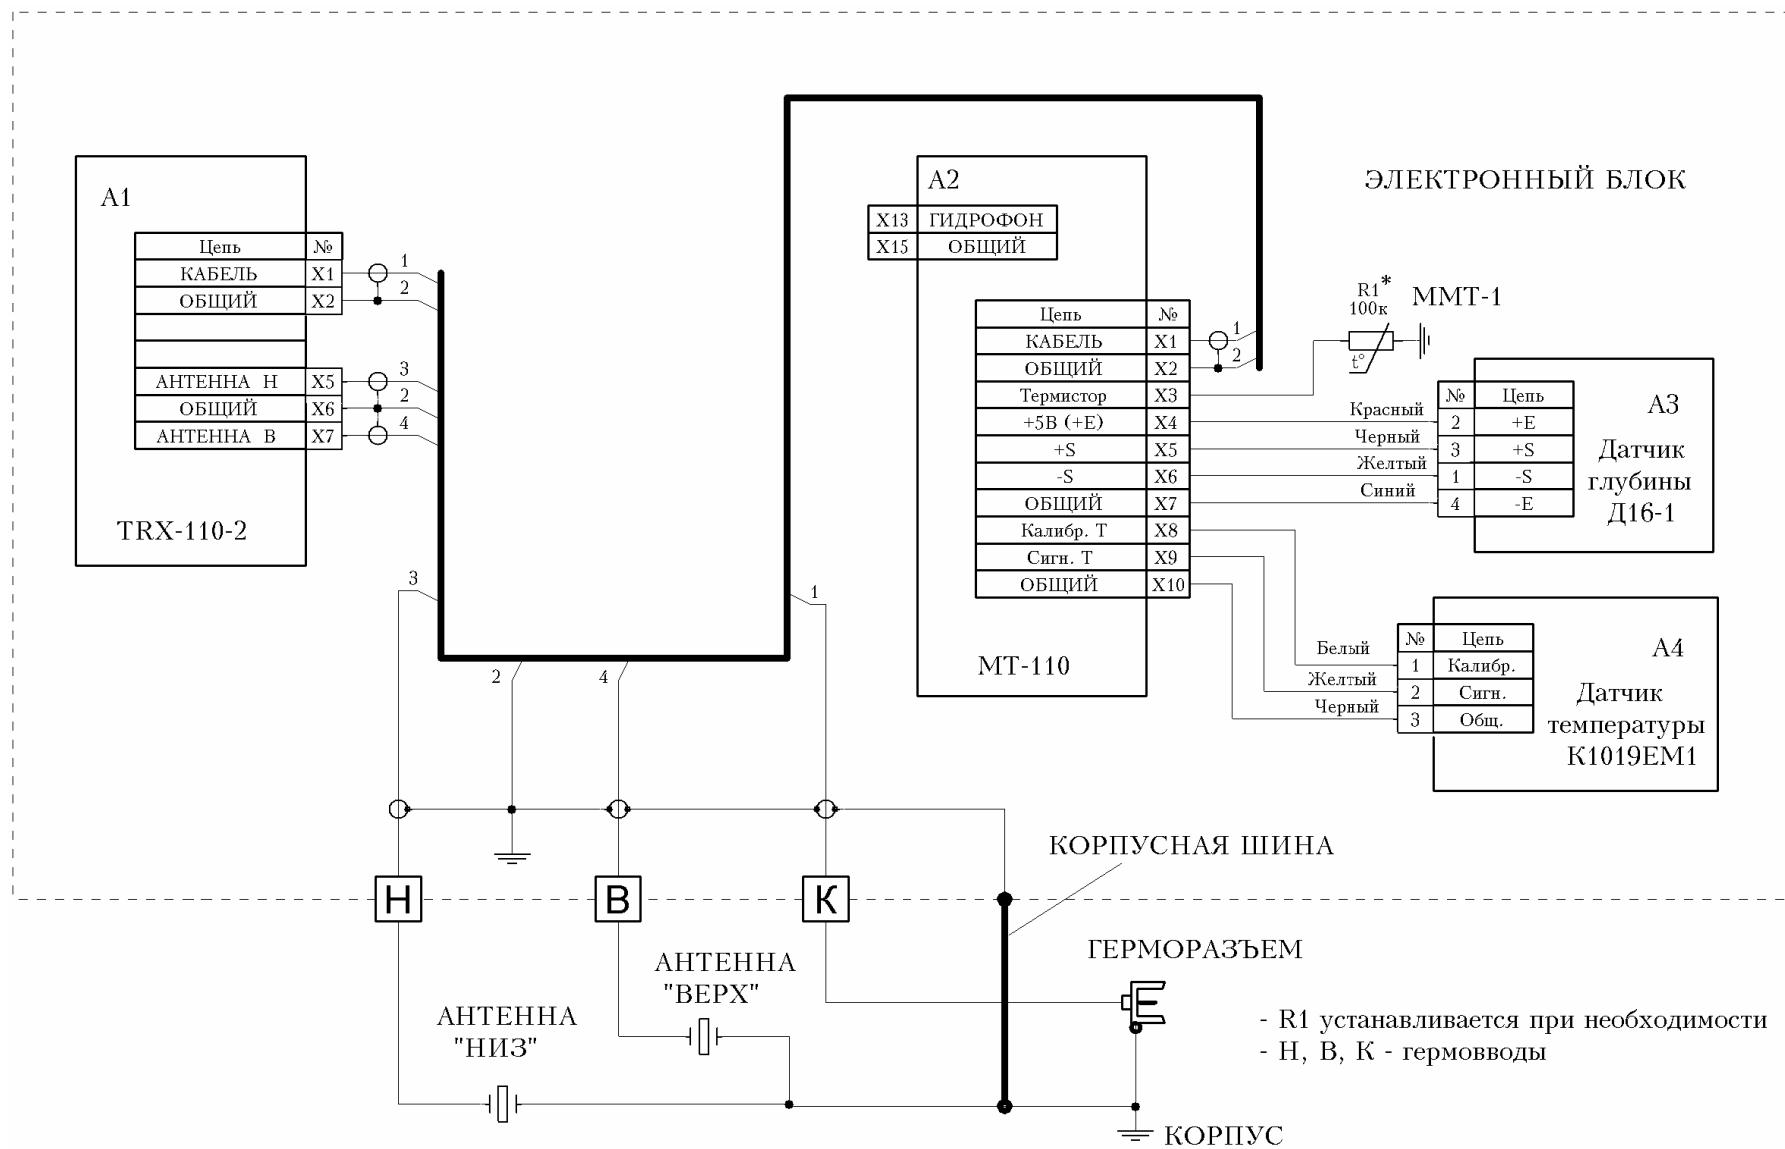 ЭЛЕКТРОННЫЙ БЛОК
A1
Цепь №
КАБЕЛЬ X1
ОБЩИЙ X2
АНТЕННА Н X5
ОБЩИЙ X6
АНТЕННА В X7
TRX-110-2
1
2
3
2
4
3
2
4
1
A2
X13 ГИДРОФОН
X15 ОБЩИЙ
Цепь №
КАБЕЛЬ X1
ОБЩИЙ X2
Термистор X3
+5В (+E) X4
+S X5
-S X6
ОБЩИЙ X7
Калибр. Т X8
Сигн. Т X9
ОБЩИЙ X10
МТ-110
1
2
R1*
100к
t°
ММТ-1
Красный
Черный
Желтый
Синий
№ Цепь
2 +E
3 +S
1 -S
4 -E
А3
Датчик
глубины
Д16-1
Белый
Желтый
Черный
№ Цепь
1 Калибр.
2 Сигн.
3 Общ.
А4
Датчик
температуры
К1019ЕМ1
Н
В
К
КОРПУСНАЯ ШИНА
ГЕРМОРАЗЪЕМ
АНТЕННА
"ВЕРХ"
АНТЕННА
"НИЗ"
- R1 устанавливается при необходимости
- Н, В, К - гермовводы
КОРПУС